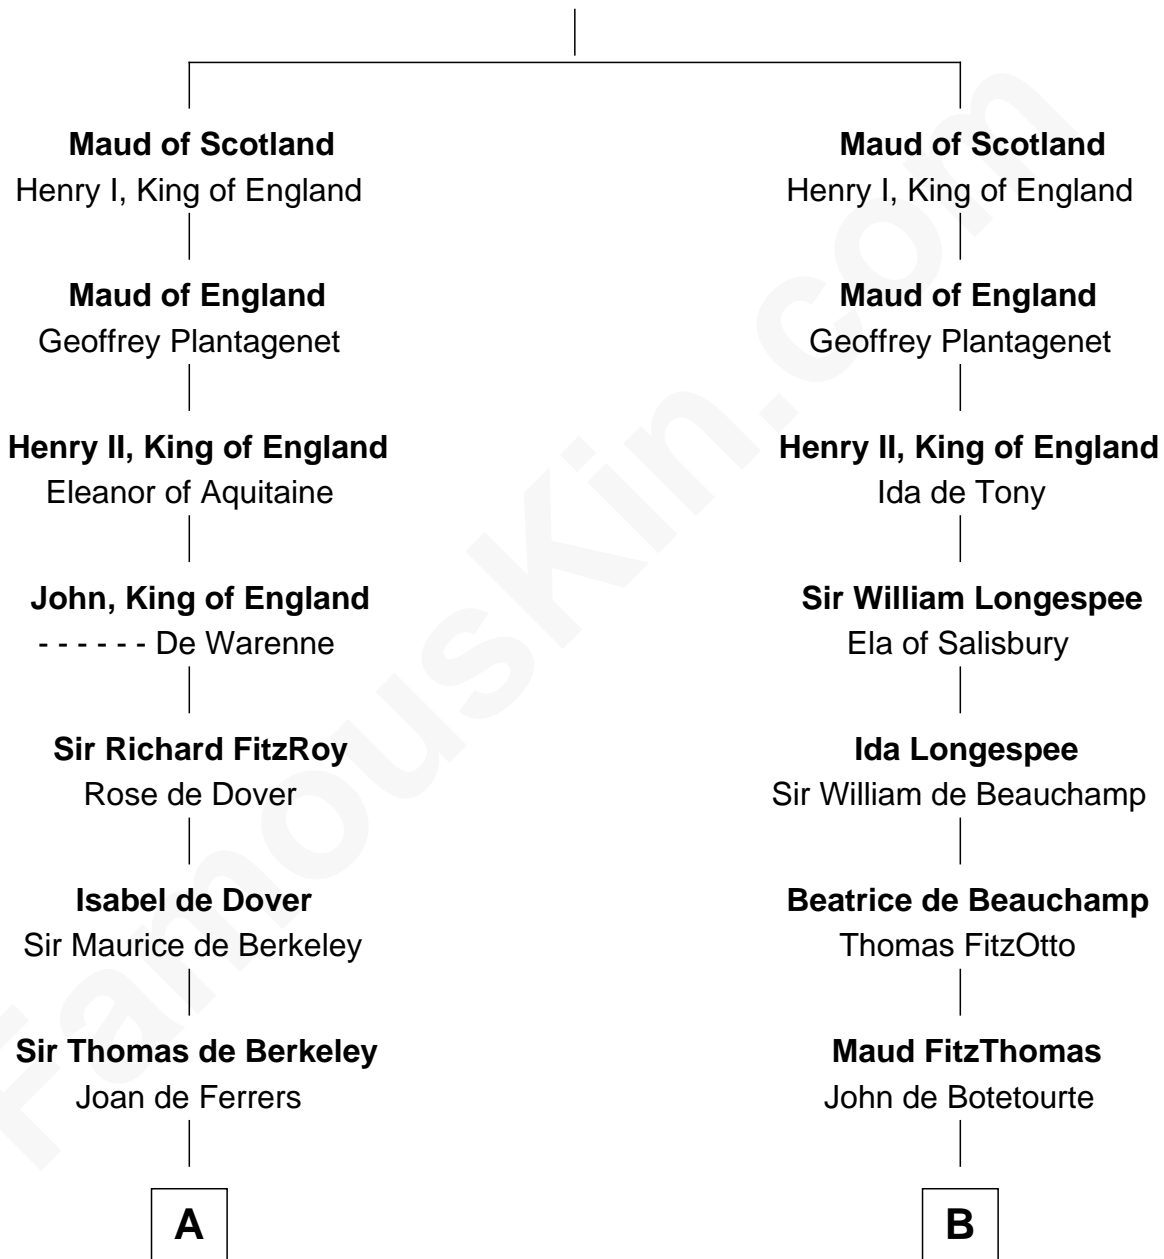 Maud of Scotland
Henry I, King of England
Maud of England
Geoffrey Plantagenet
Henry II, King of England
Eleanor of Aquitaine
John, King of England
- - - - - - De Warenne
Sir Richard FitzRoy
Rose de Dover
Isabel de Dover
Sir Maurice de Berkeley
Sir Thomas de Berkeley
Joan de Ferrers
A
Maud of Scotland
Henry I, King of England
Maud of England
Geoffrey Plantagenet
Henry II, King of England
Ida de Tony
Sir William Longespee
Ela of Salisbury
Ida Longespee
Sir William de Beauchamp
Beatrice de Beauchamp
Thomas FitzOtto
Maud FitzThomas
John de Botetourte
B
FamousKin.com